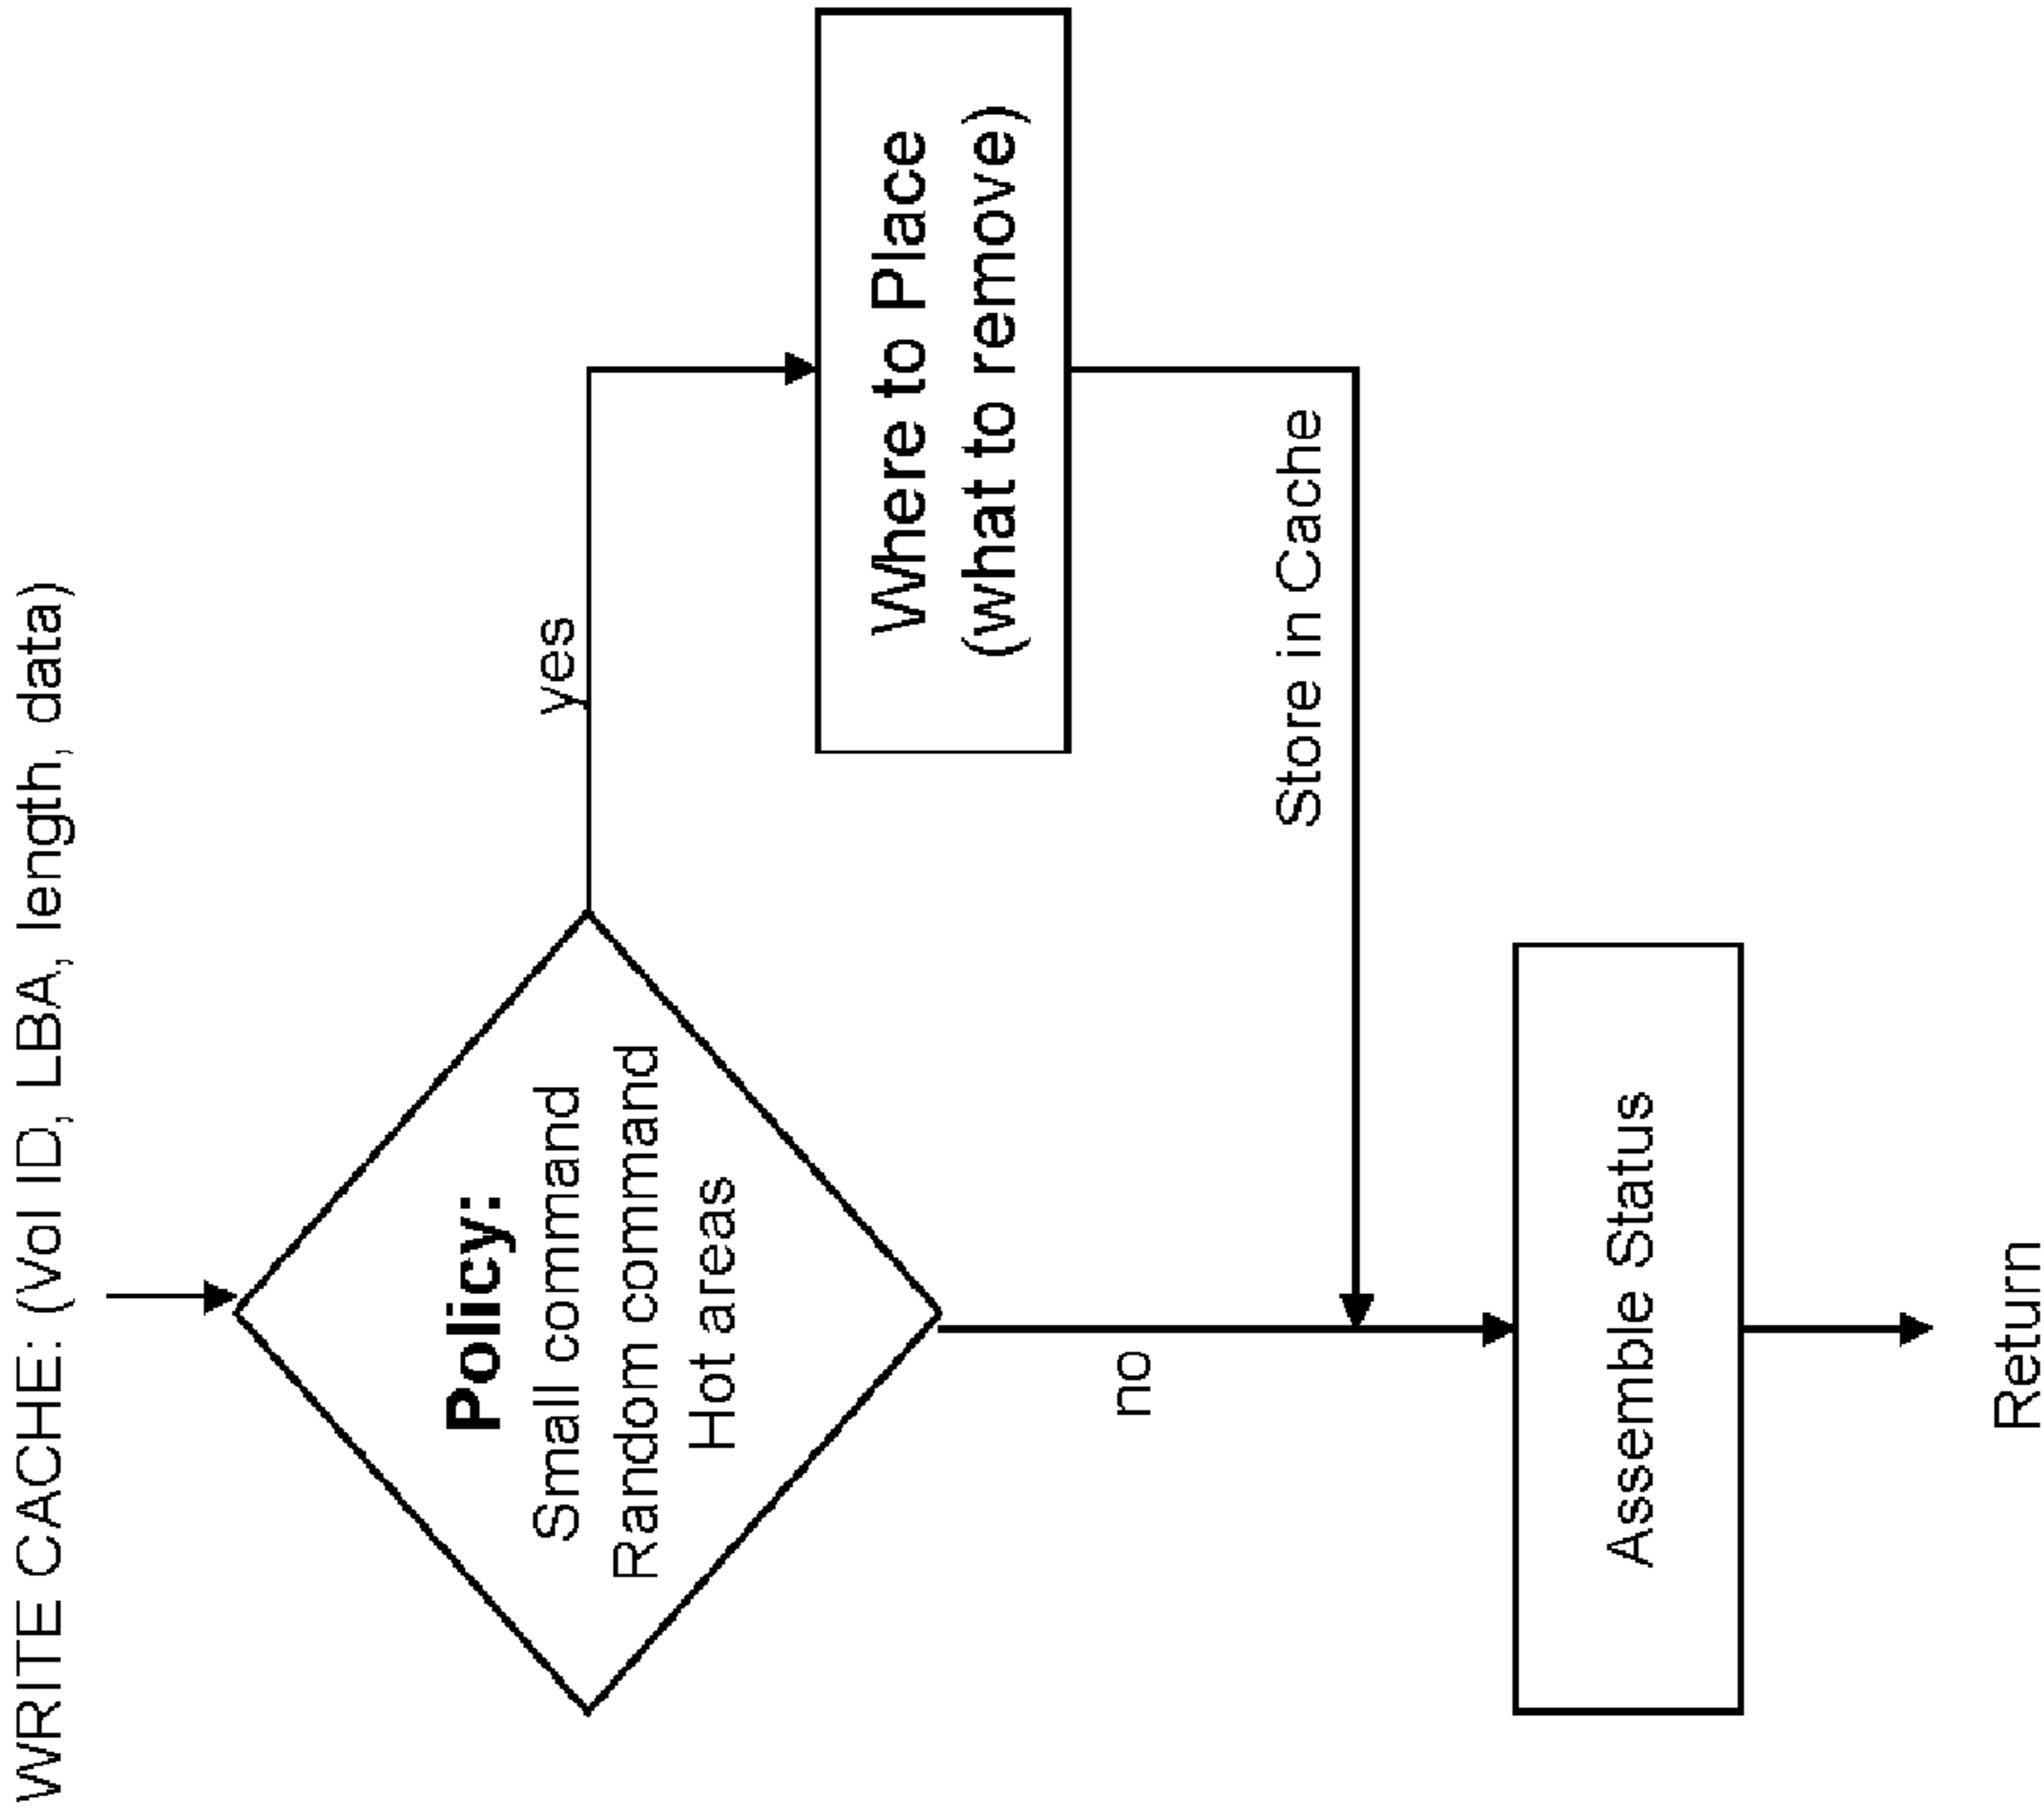 WRITE CACHE: (Vol ID, LBA, length, data)
Policy:
Small command
Random command
Hot areas
yes
Where to Place
(what to remove)
no
Store in Cache
Assemble Status
Return